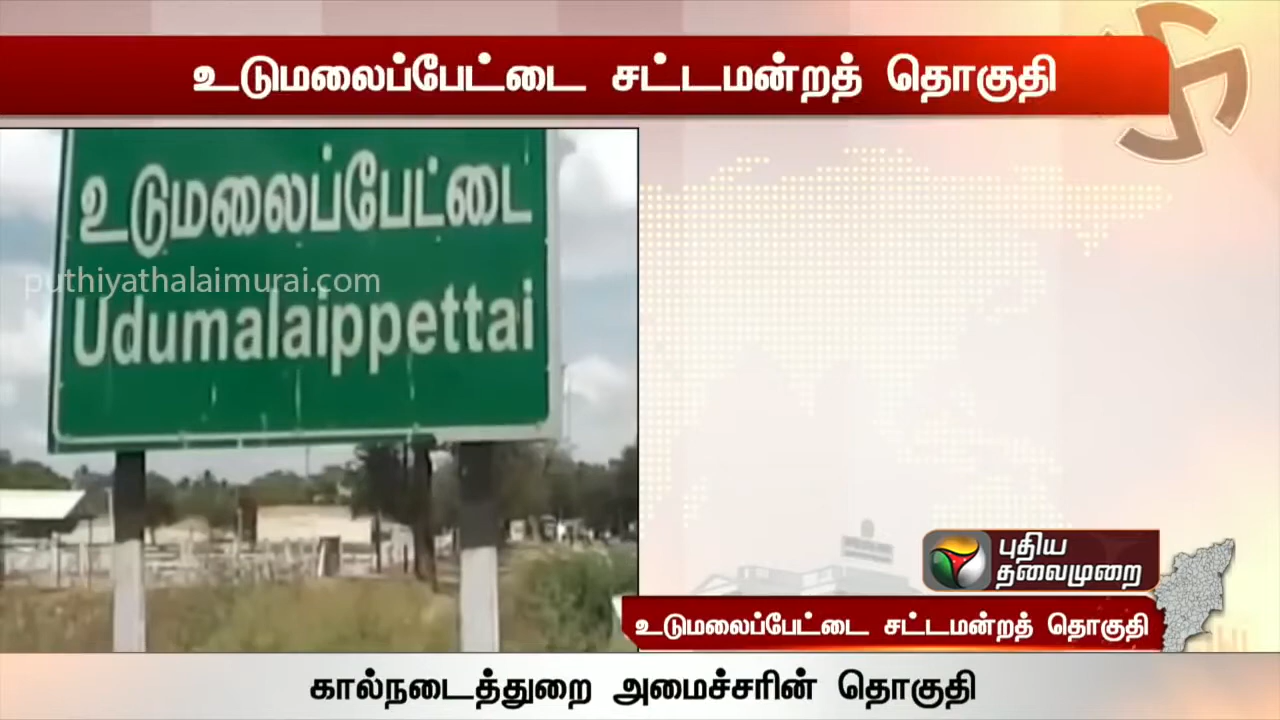 உடுமலைப்பேட்டை சட்டமன்றத் தொகுதி
உடுமலைப்பேட்டை
puthiyathalaimurai.com
Udumalaippettai
புதிய
தலைமுறை
உடுமலைப்பேட்டை சட்டமன்றத் தொகுதி
கால்நடைத்துறை அமைச்சரின் தொகுதி